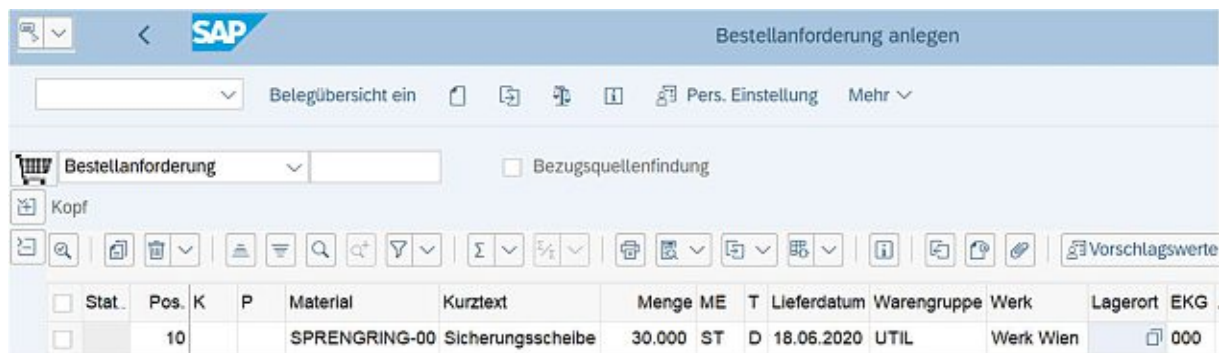 SAP Bestellanforderung anlegen
Belegübersicht ein Pers. Einstellung Mehr
Bestellanforderung Bezugsquellenfindung
Kopf
Vorschlagswerte
Stat.. Pos. K P Material Kurztext Menge ME T Lieferdatum Warengruppe Werk Lagerort EKG
10 SPRENGRING-00 Sicherungsscheibe 30.000 ST D 18.06.2020 UTIL Werk Wien 000